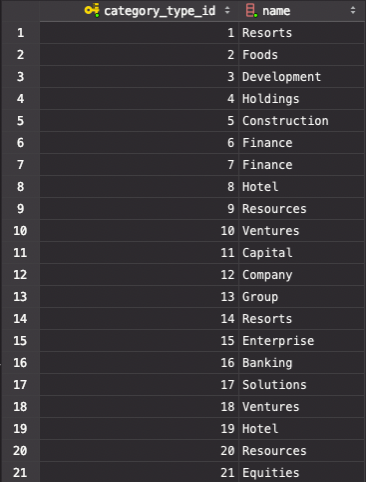 category_type_id name
1 1 Resorts
2 2 Foods
3 3 Development
4 4 Holdings
5 5 Construction
6 6 Finance
7 7 Finance
8 8 Hotel
9 9 Resources
10 10 Ventures
11 11 Capital
12 12 Company
13 13 Group
14 14 Resorts
15 15 Enterprise
16 16 Banking
17 17 Solutions
18 18 Ventures
19 19 Hotel
20 20 Resources
21 21 Equities